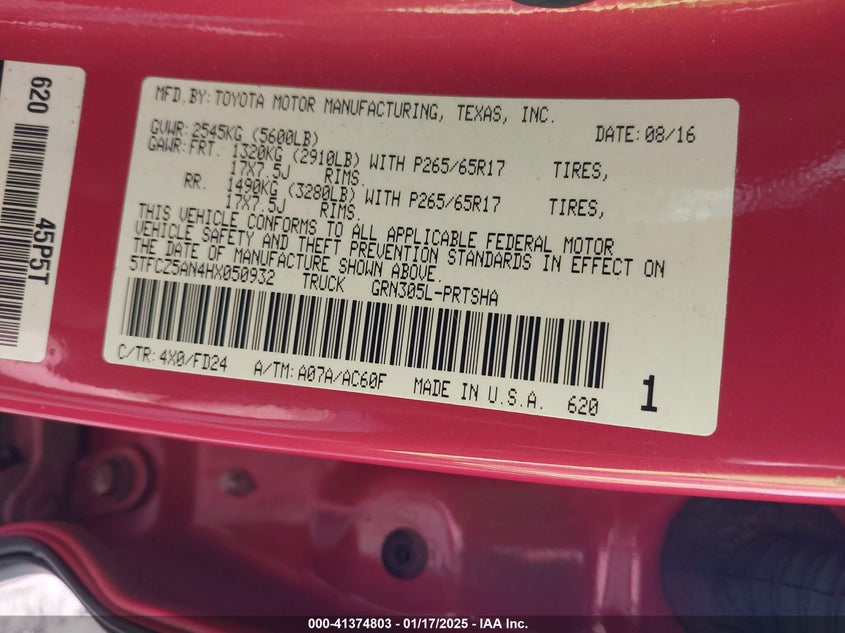 620
45P5T
MFD.BY:TOYOTA MOTOR MANUFACTURING, TEXAS, INC.
DATE:08/16
GVWR:2545KG (5600LB)
GAWR:FRT. 1320KG (2910LB) WITH P265/65R17 TIRES,
17X7.5J RIMS.
RR. 1490KG (3280LB) WITH P265/65R17 TIRES,
17X7.5J RIMS.
THIS VEHICLE CONFORMS TO ALL APPLICABLE FEDERAL MOTOR
VEHICLE SAFETY AND THEFT PREVENTION STANDARDS IN EFFECT ON
THE DATE OF MANUFACTURE SHOWN ABOVE.
5TFCZ5AN4HX050932 TRUCK GRN305L-PRTSHA
C/TR:4X0/FD24 A/TM:A07A/AC60F MADE IN U.S.A. 620 1
000-41374803 - 01/17/2025 - IAA Inc.